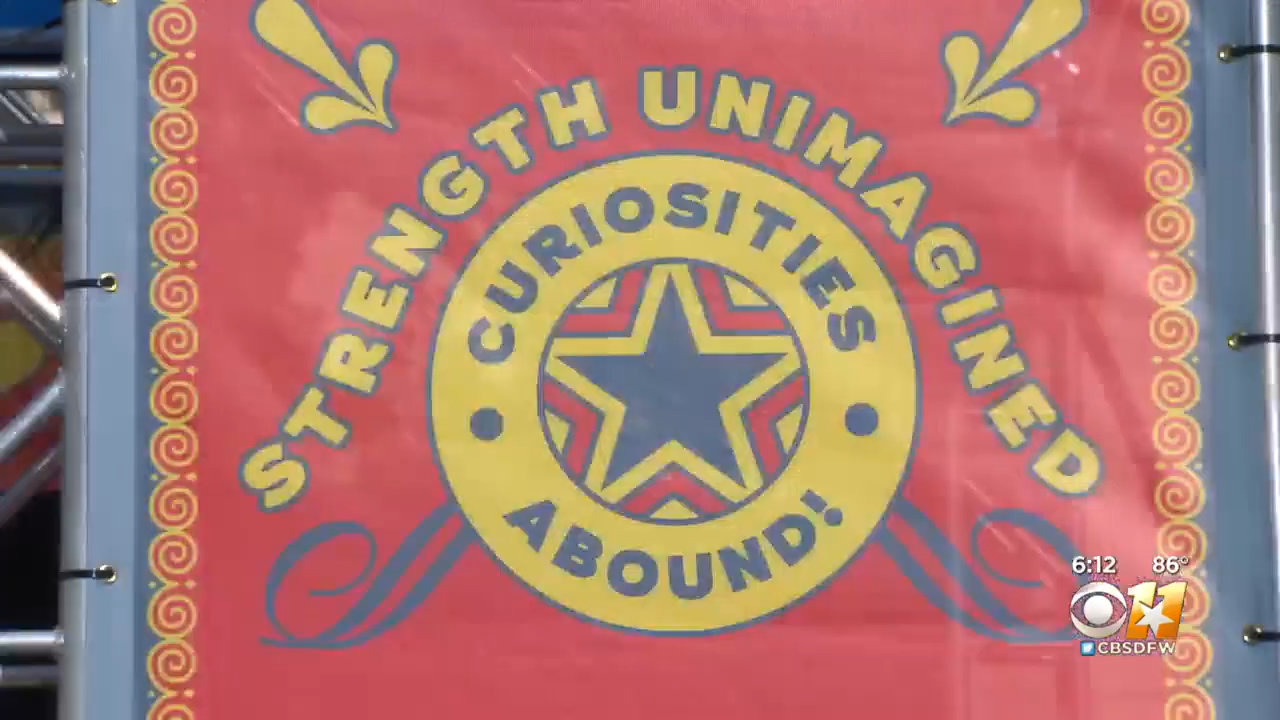 STRENGTH UNIMAGINED
CURIOSITIES
ABOUND!
6:12 86°
11
CBSDFW